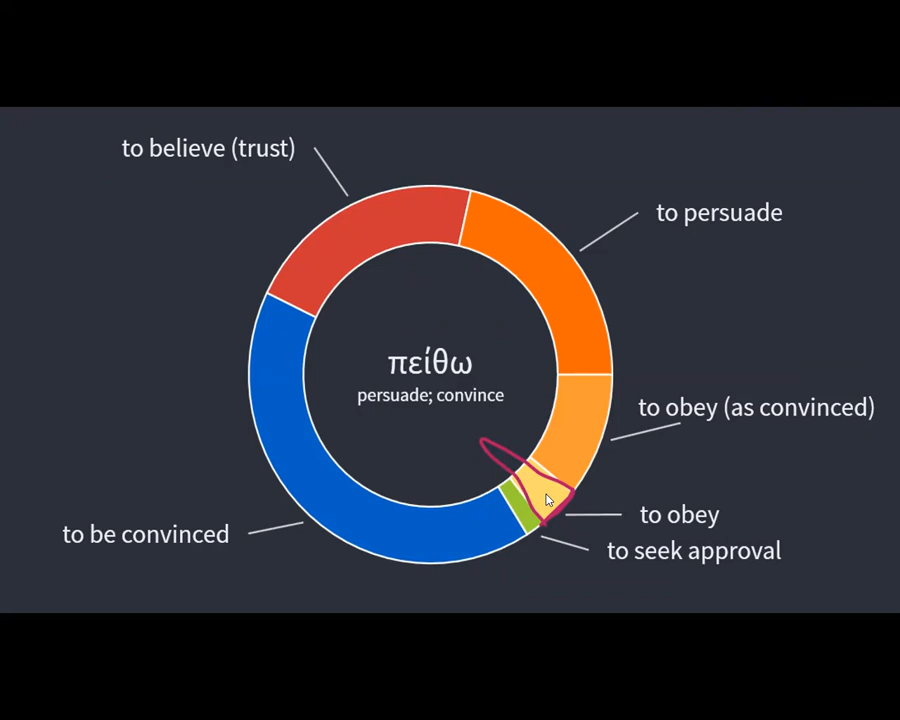 to believe (trust)
to persuade
πείθω
persuade; convince
to obey (as convinced)
to obey
to be convinced
to seek approval